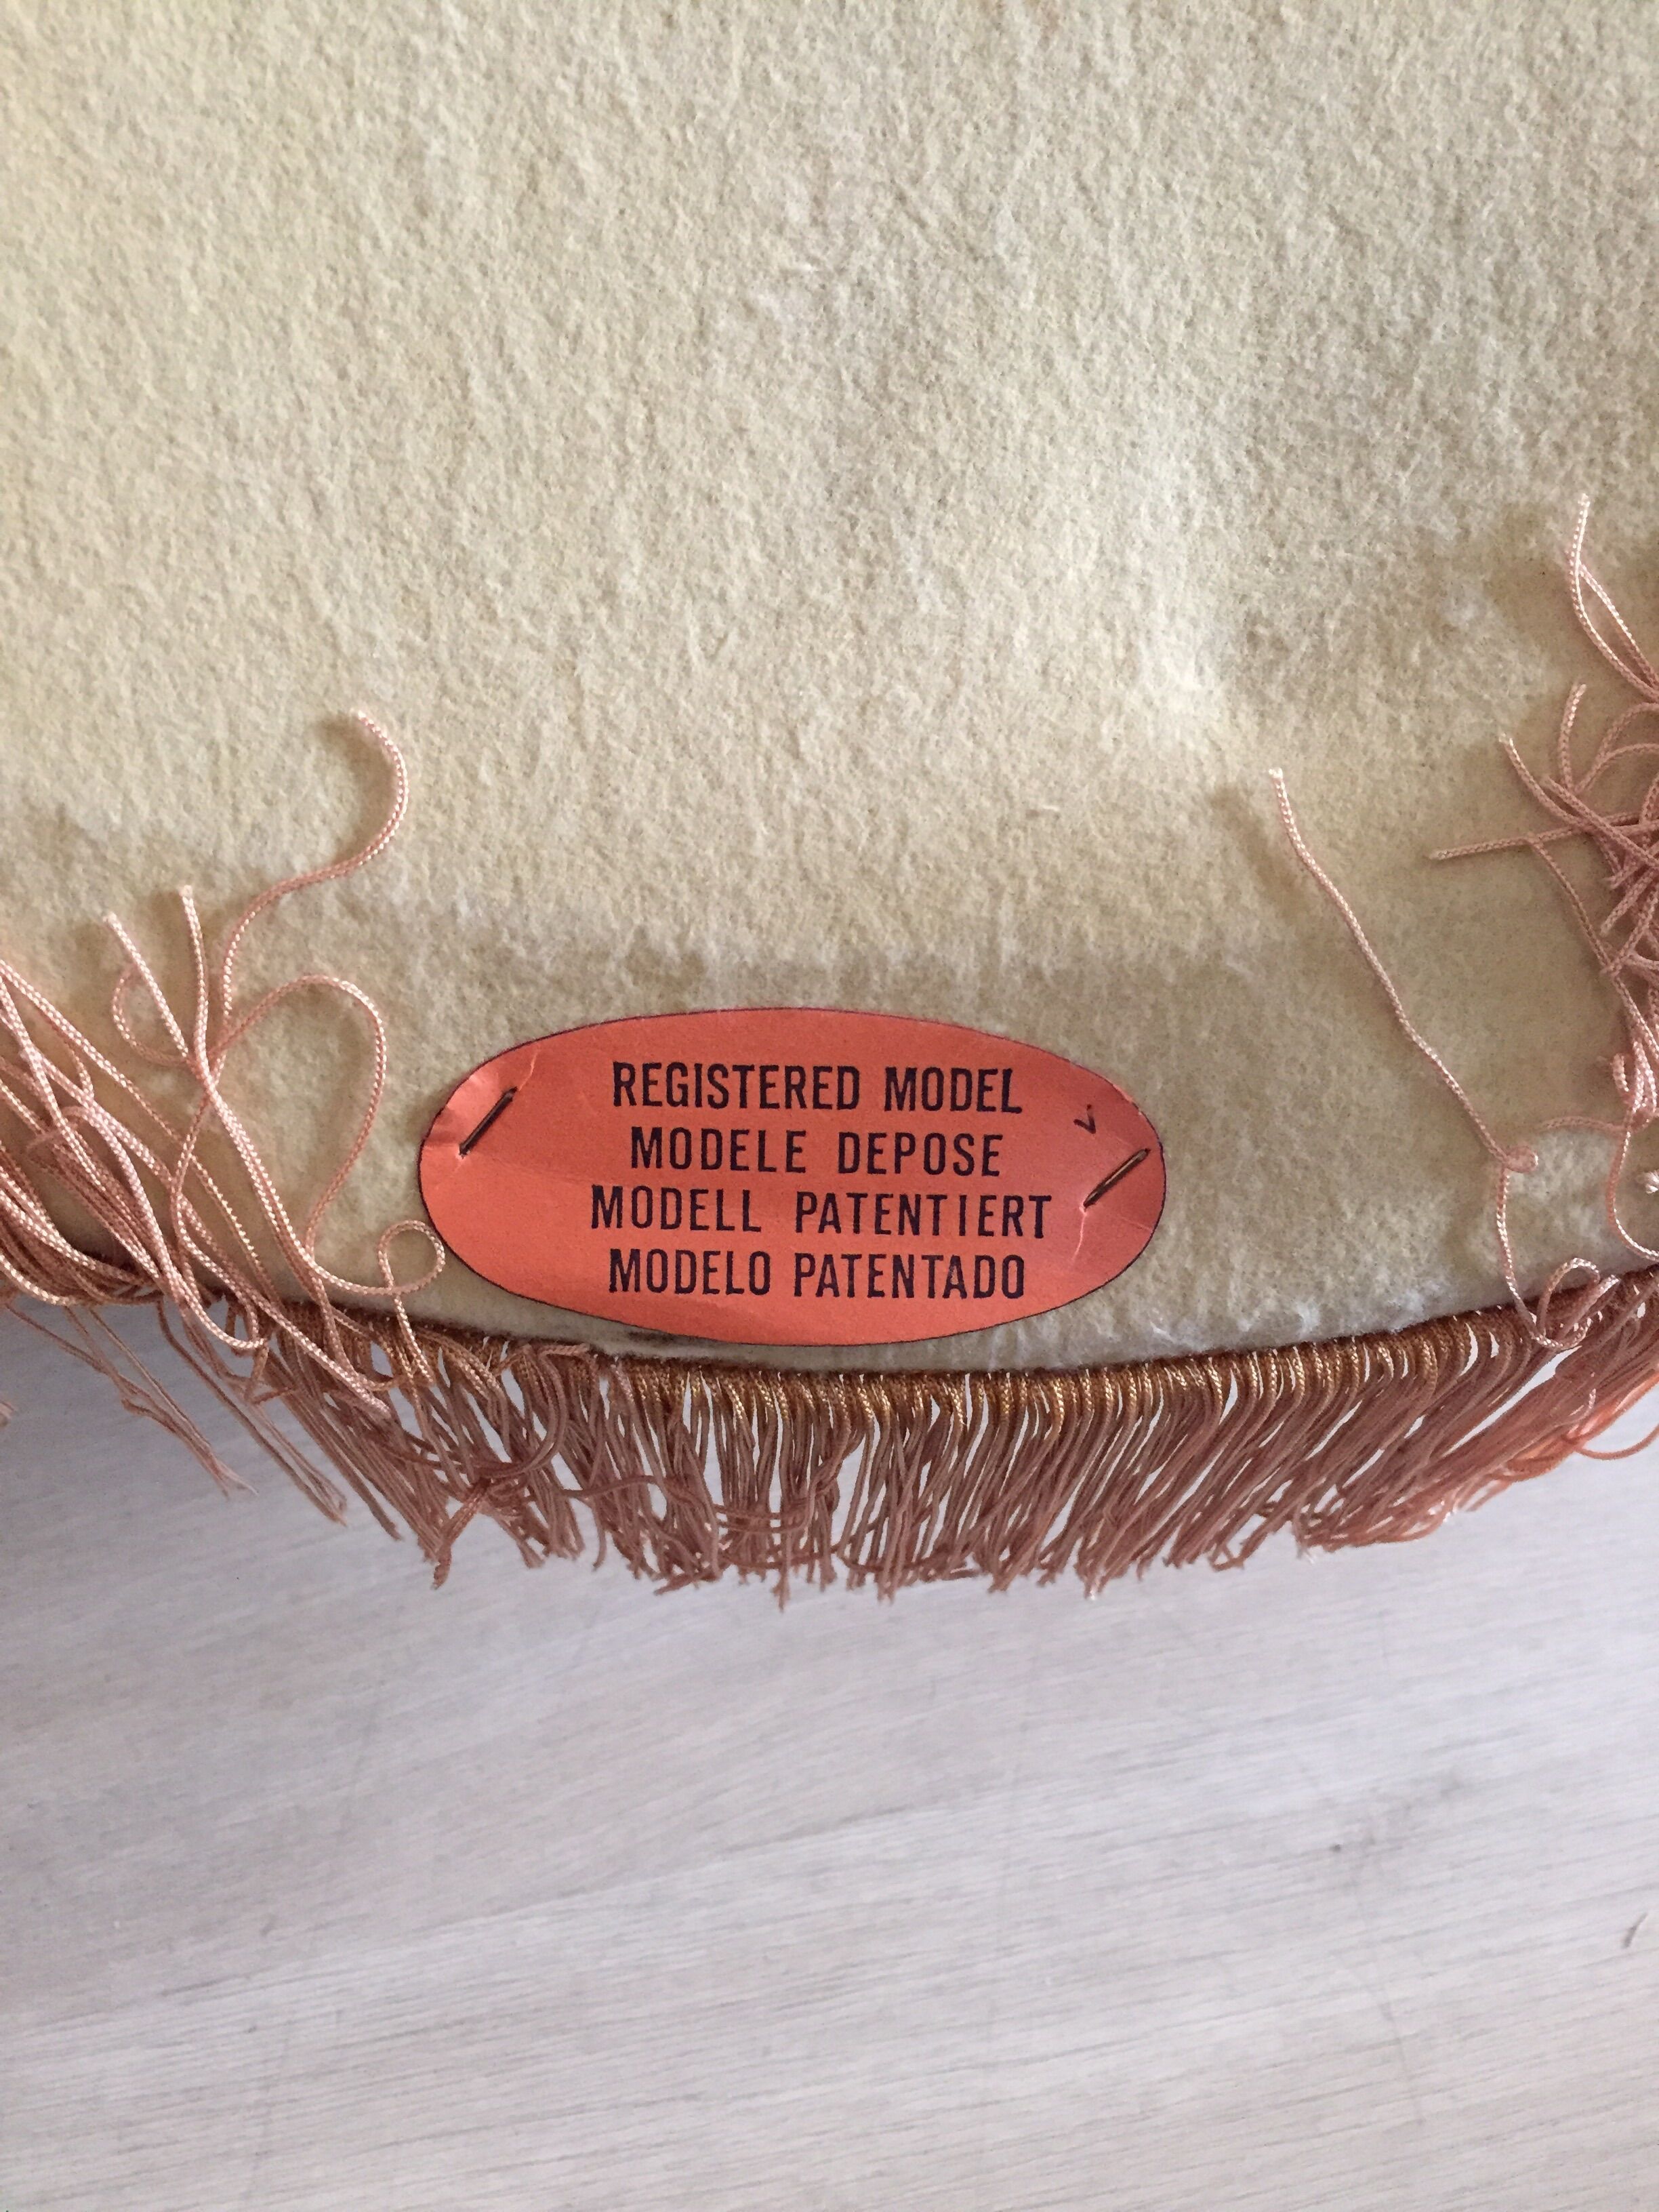 REGISTERED MODEL
MODELE DEPOSE
MODELL PATENTIERT
MODELO PATENTADO